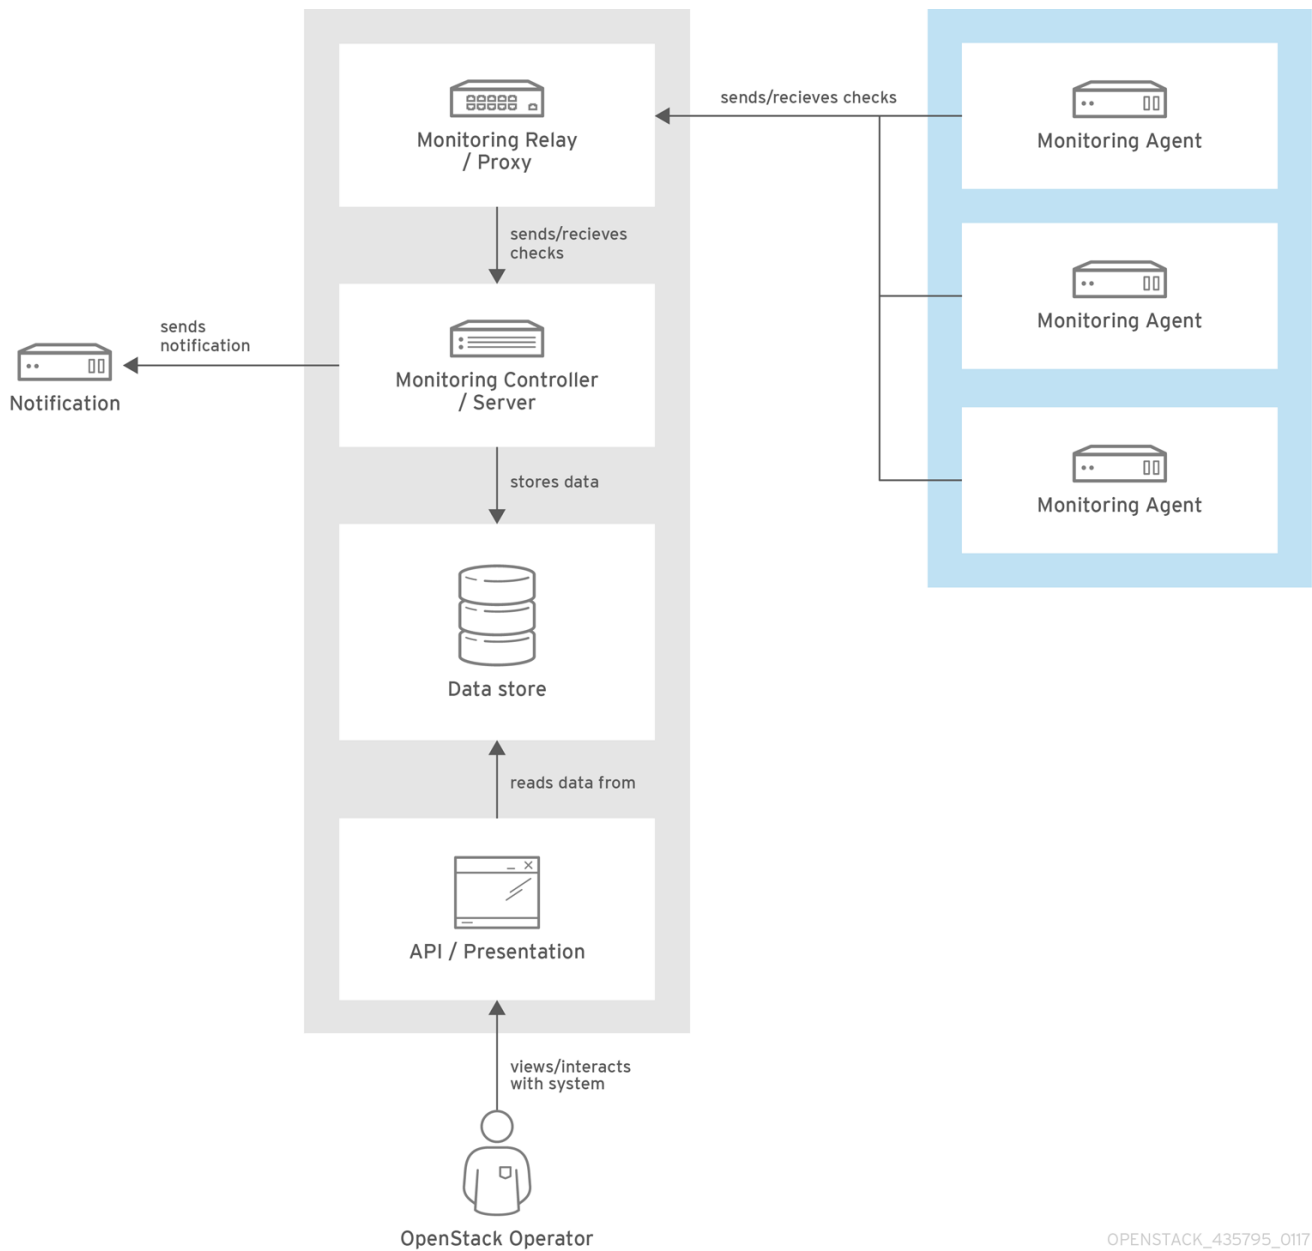 sends/recieves checks
Monitoring Relay
/ Proxy
Monitoring Agent
sends/recieves
checks
Monitoring Agent
sends
notification
Notification
Monitoring Controller
/ Server
Monitoring Agent
stores data
Data store
reads data from
API / Presentation
views/interacts
with system
OpenStack Operator
OPENSTACK_435795_0117